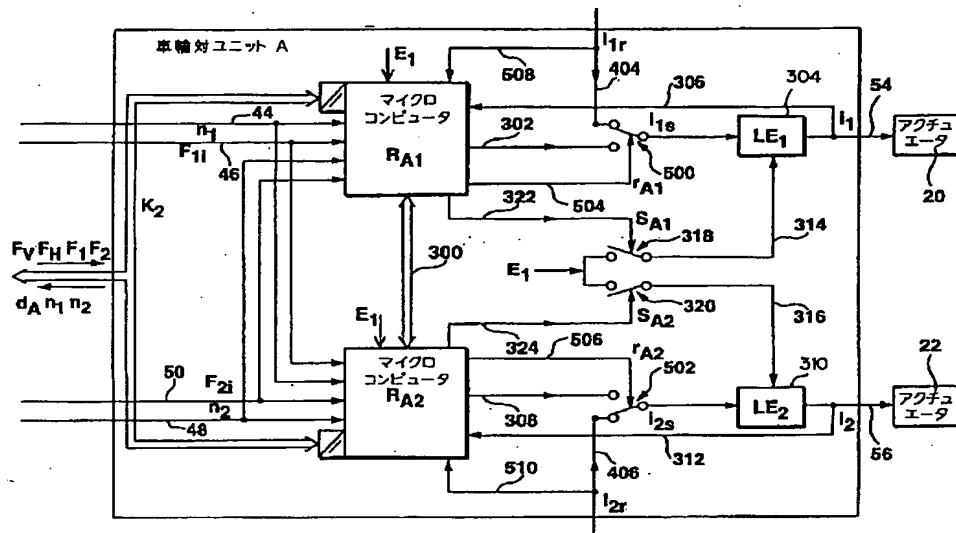 車輪対ユニット A
E1
508
I1r
404
306
304
54
44
n1
F1i
46
マイクロ
コンピュータ
RA1
302
i1s
LE1
i1
アクチュ
エータ
20
500
rA1
504
322
K2
SA1
318
314
FV FH F1 F2
300
E1
dA n1 n2
320
SA2
316
E1
324
506
rA2
310
22
マイクロ
コンピュータ
RA2
502
50
F2i
n2
48
308
I2s
LE2
I2
アクチュ
エータ
312
56
406
510
I2r